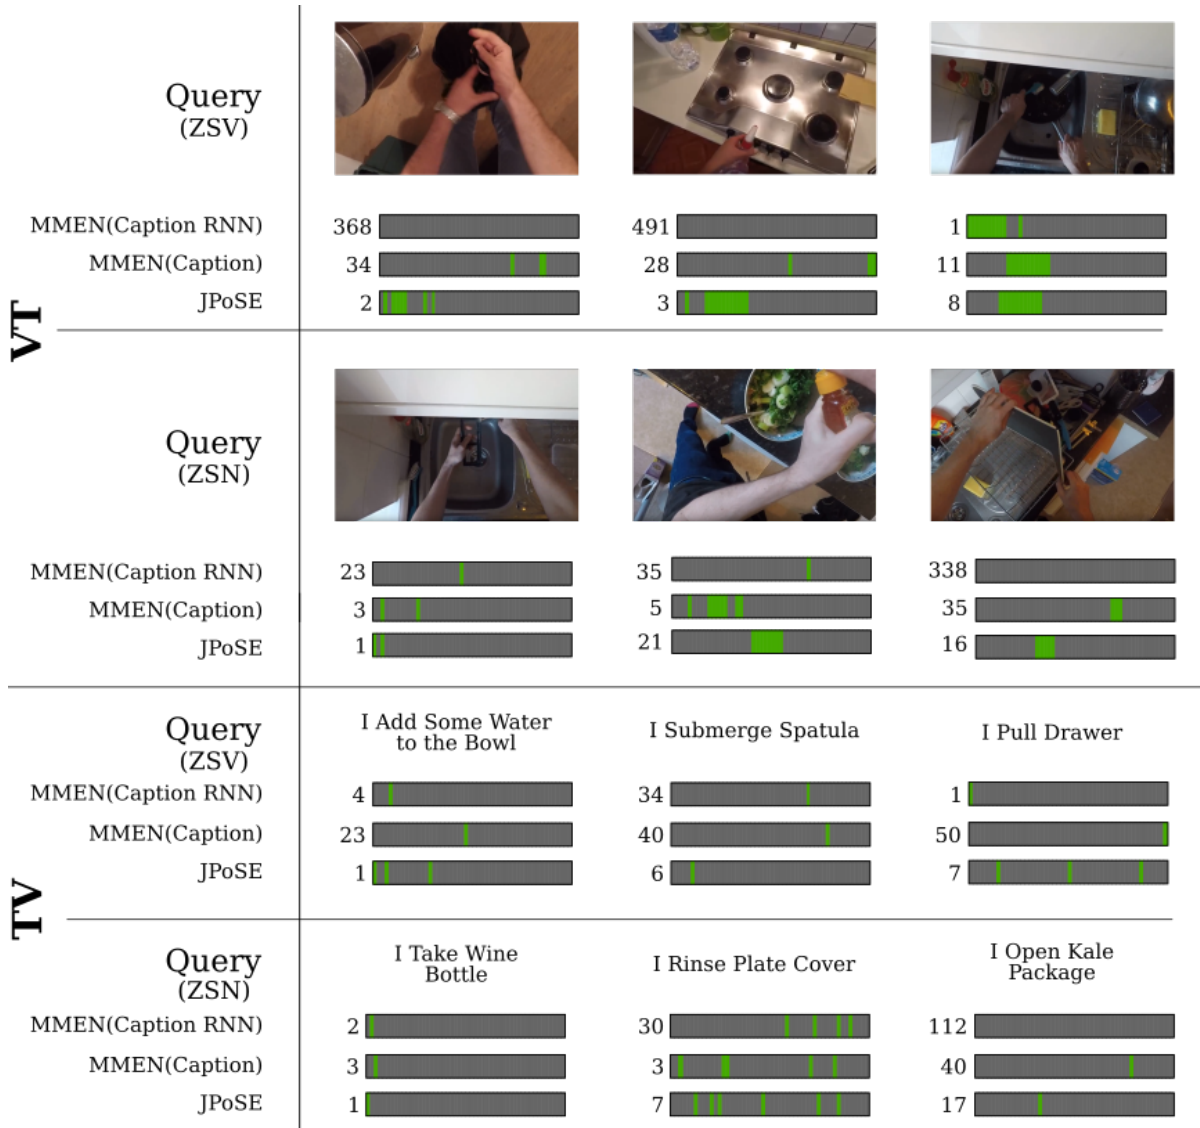 Query
(ZSV)
MMEN(Caption RNN) 368 491 1
MMEN(Caption) 34 28 11
JPoSE 2 3 8
VT
Query
(ZSN)
MMEN(Caption RNN) 23 35 338
MMEN(Caption) 3 5 35
JPoSE 1 21 16
Query
(ZSV)
I Add Some Water
to the Bowl
I Submerge Spatula
I Pull Drawer
MMEN(Caption RNN) 4 34 1
MMEN(Caption) 23 40 50
JPoSE 1 6 7
TV
Query
(ZSN)
I Take Wine
Bottle
I Rinse Plate Cover
I Open Kale
Package
MMEN(Caption RNN) 2 30 112
MMEN(Caption) 3 3 40
JPoSE 1 7 17